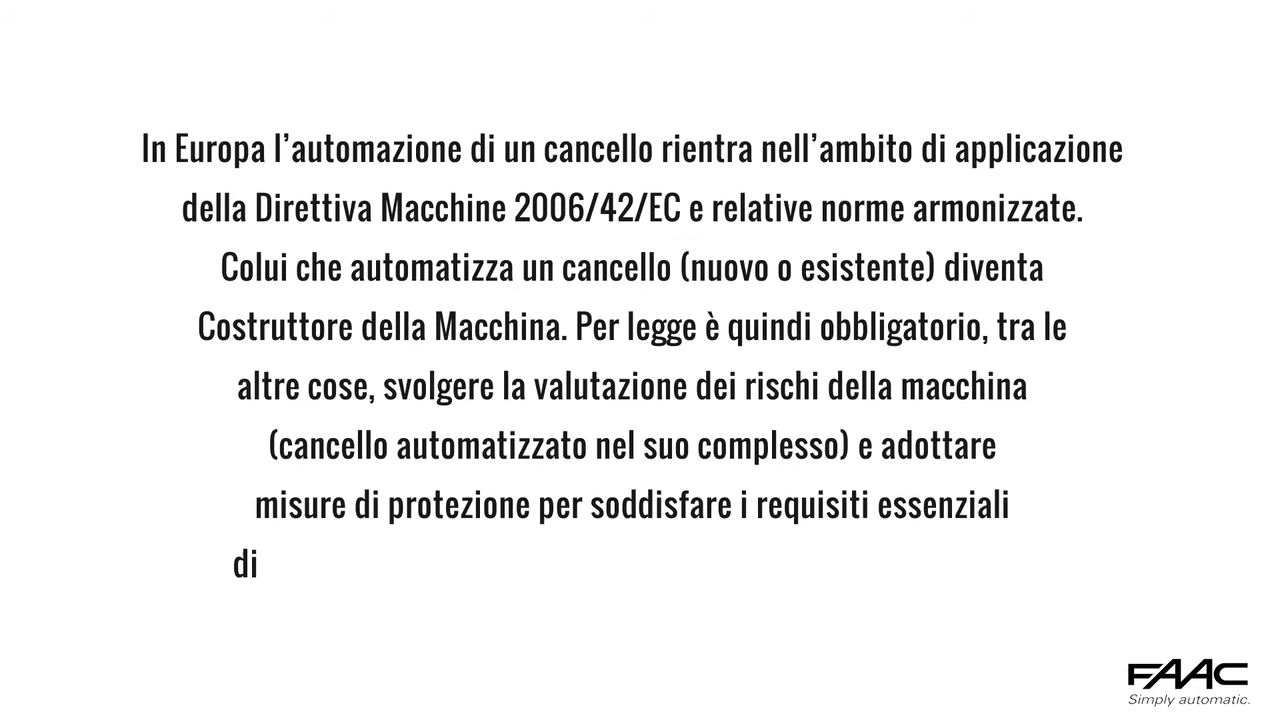 In Europa l’automazione di un cancello rientra nell’ambito di applicazione
della Direttiva Macchine 2006/42/EC e relative norme armonizzate.
Colui che automatizza un cancello (nuovo o esistente) diventa
Costruttore della Macchina. Per legge è quindi obbligatorio, tra le
altre cose, svolgere la valutazione dei rischi della macchina
(cancello automatizzato nel suo complesso) e adottare
misure di protezione per soddisfare i requisiti essenziali
di
FAAC
Simply automatic.